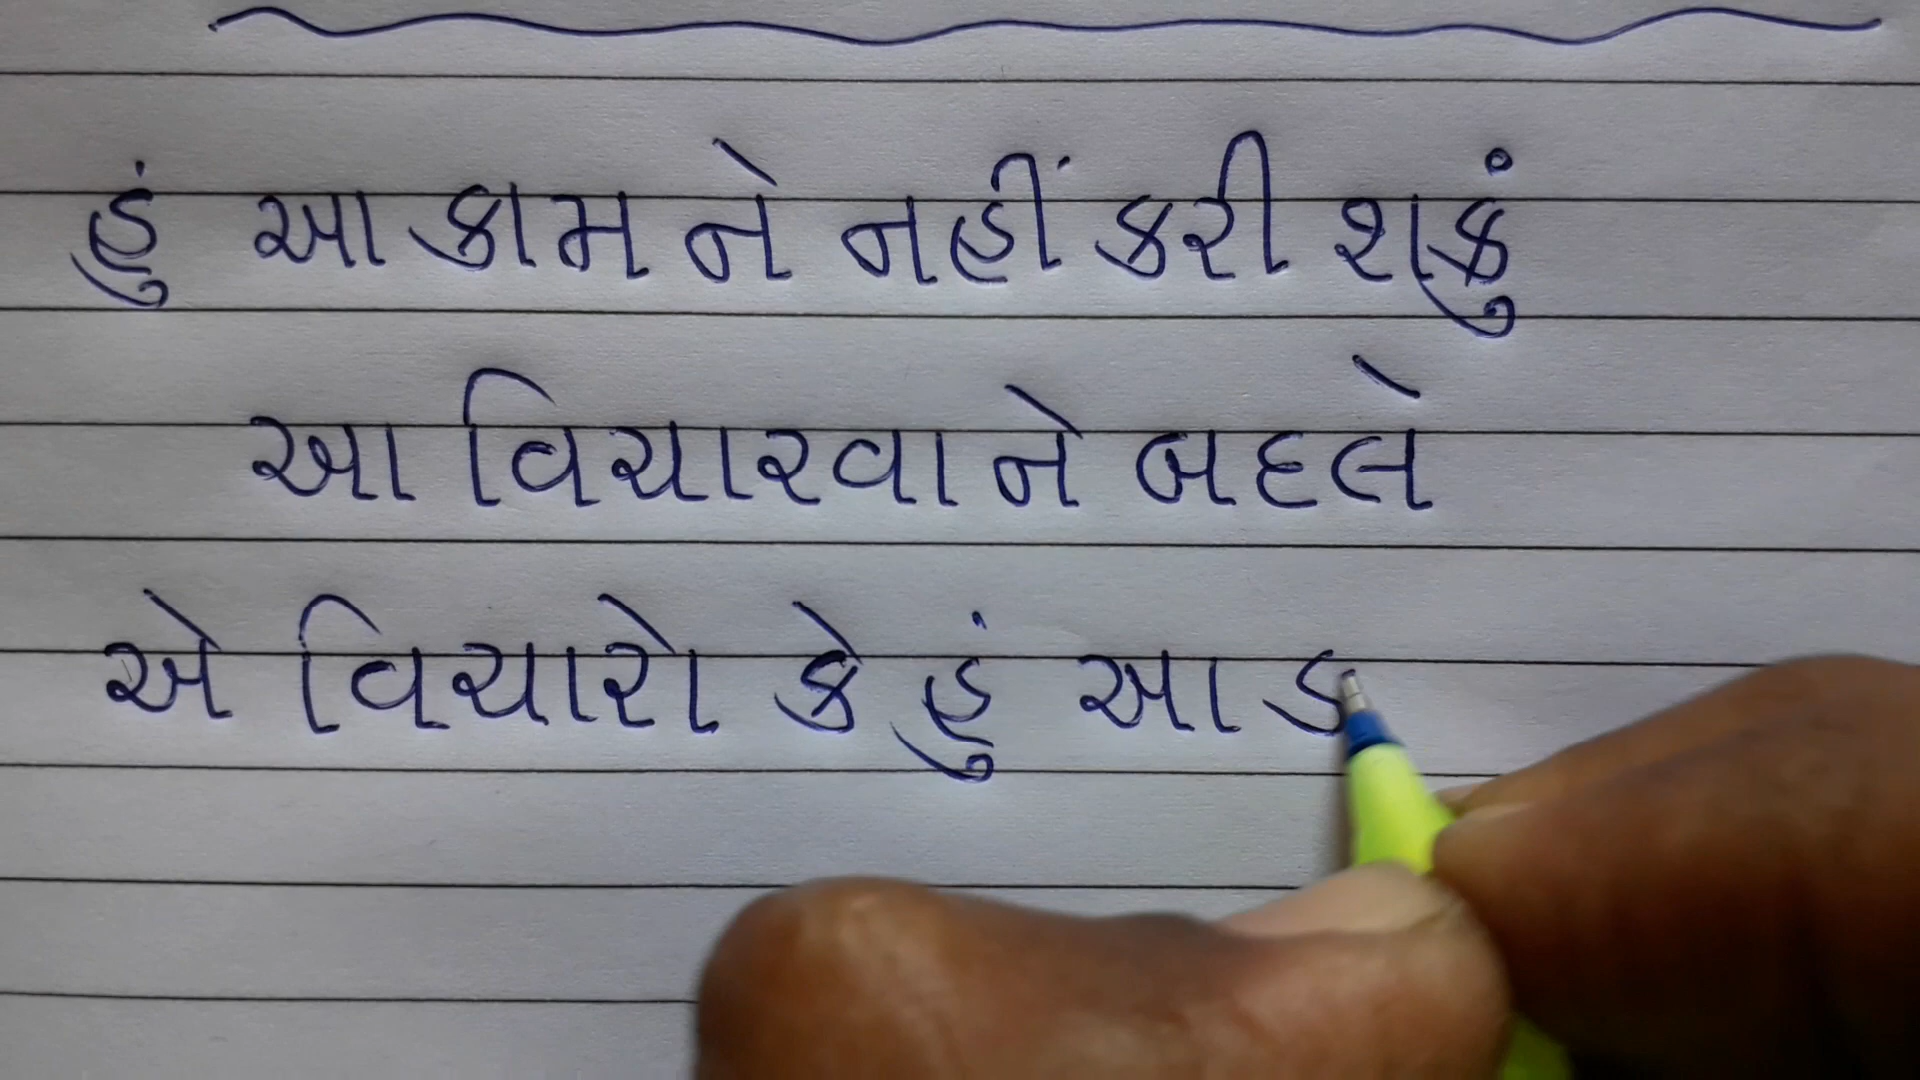 હું આ કામ ને નહીં કરી શકું
આ વિચારવા ને બદલે
એ વિચારો કે હું આ